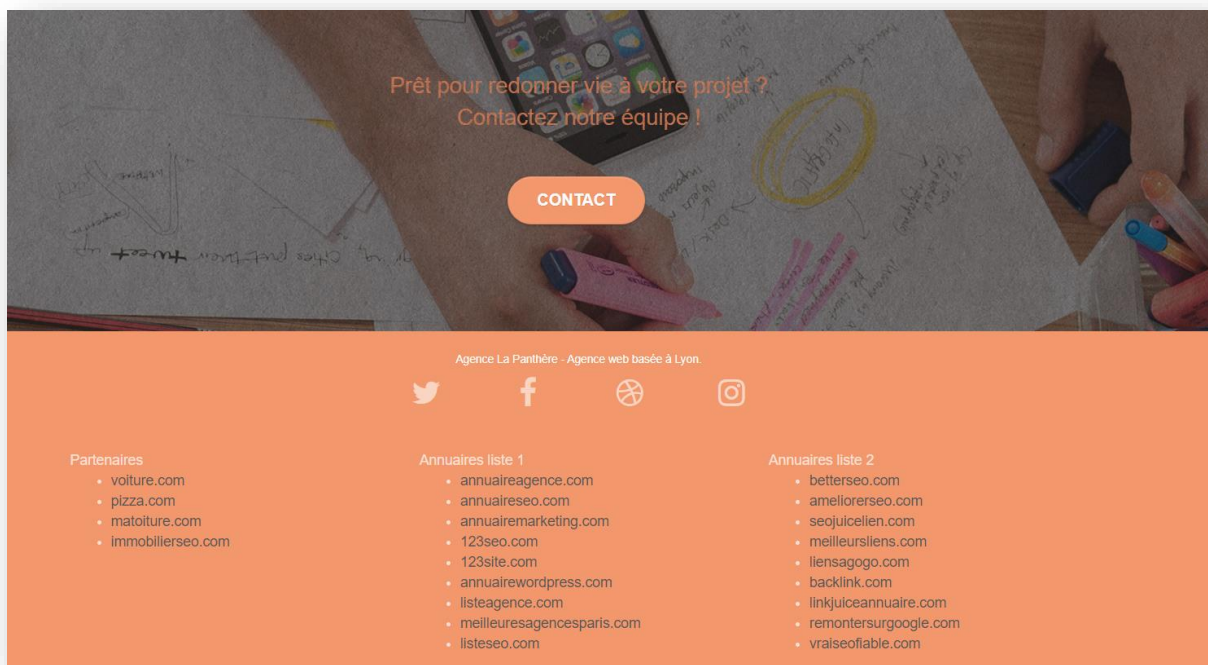 Prêt pour redonner vie à votre projet ?
Contactez notre équipe !
CONTACT
tweet
Agence La Panthère - Agence web basée à Lyon.
Partenaires
voiture.com
pizza.com
matoiture.com
immobilierseo.com
Annuaires liste 1
annuaireagence.com
annuaireseo.com
annuairemarketing.com
123seo.com
123site.com
annuairewordpress.com
listeagence.com
meilleuresagencesparis.com
listeseo.com
Annuaires liste 2
betterseo.com
ameliorerseo.com
seojuicelien.com
meilleursliens.com
liensagogo.com
backlink.com
linkjuiceannuaire.com
remontersurgoogle.com
vraiseofiable.com